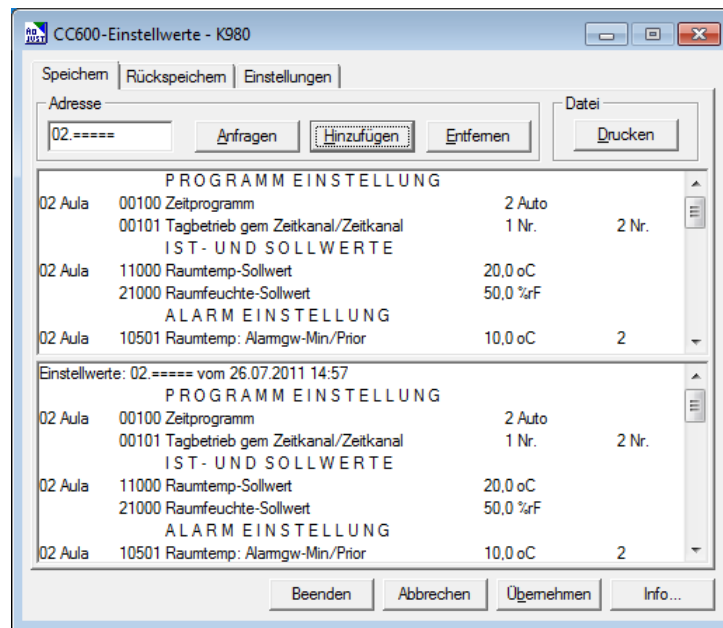 AD JUST CC600-Einstellwerte - K980
Speichern Rückspeichern Einstellungen
Adresse Datei
02.===== Anfragen Hinzufügen Entfernen Drucken
PROGRAMM EINSTELLUNG
02 Aula 00100 Zeitprogramm 2 Auto
00101 Tagbetrieb gem Zeitkanal/Zeitkanal 1 Nr. 2 Nr.
IST- UND SOLLWERTE
02 Aula 11000 Raumtemp-Sollwert 20,0 oC
21000 Raumfeuchte-Sollwert 50,0 %rF
ALARM EINSTELLUNG
02 Aula 10501 Raumtemp: Alarmgw-Min/Prior 10,0 oC 2
Einstellwerte: 02.===== vom 26.07.2011 14:57
PROGRAMM EINSTELLUNG
02 Aula 00100 Zeitprogramm 2 Auto
00101 Tagbetrieb gem Zeitkanal/Zeitkanal 1 Nr. 2 Nr.
IST- UND SOLLWERTE
02 Aula 11000 Raumtemp-Sollwert 20,0 oC
21000 Raumfeuchte-Sollwert 50,0 %rF
ALARM EINSTELLUNG
02 Aula 10501 Raumtemp: Alarmgw-Min/Prior 10,0 oC 2
Beenden Abbrechen Übernehmen Info...